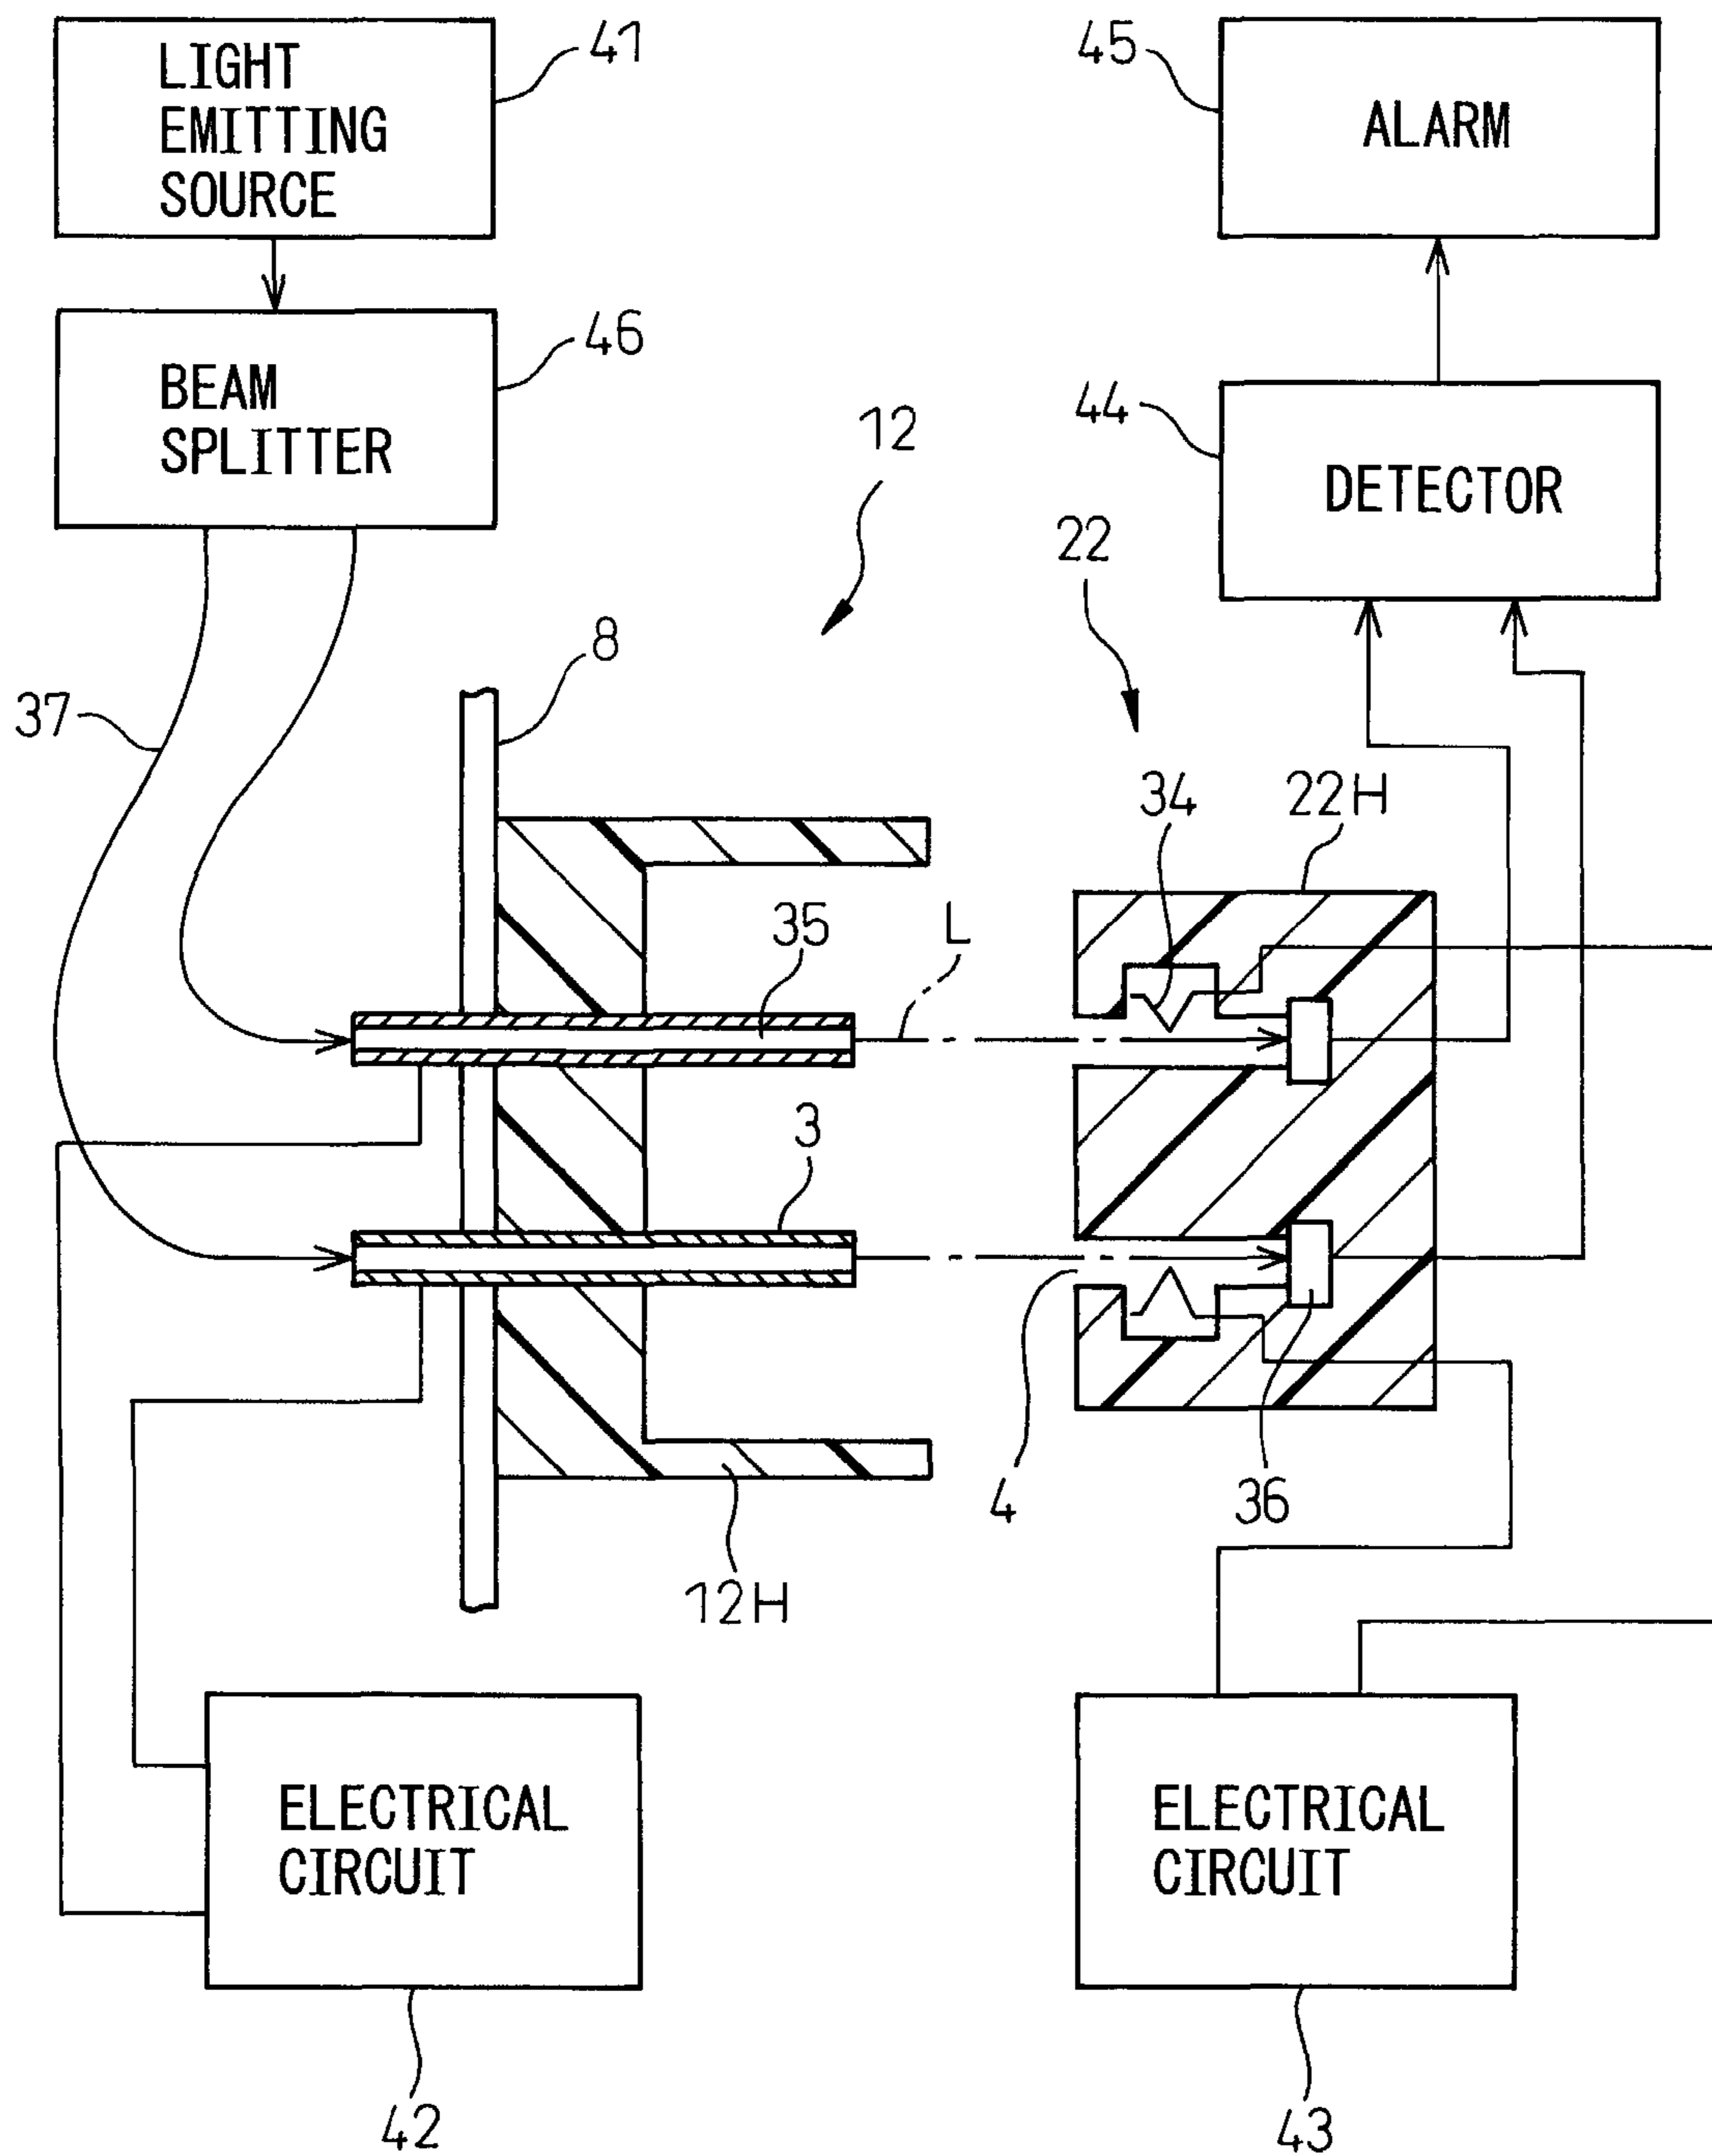 LIGHT
EMITTING
SOURCE
41
45
ALARM
BEAM
SPLITTER
46
12
44
DETECTOR
22
8
37
34
22H
35
L
3
4
36
12H
ELECTRICAL
CIRCUIT
42
ELECTRICAL
CIRCUIT
43